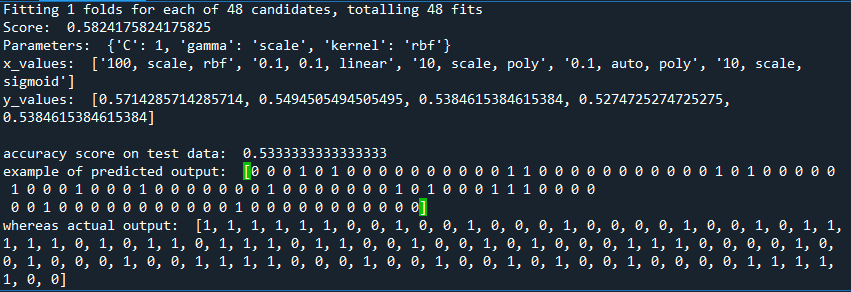 Fitting 1 folds for each of 48 candidates, totalling 48 fits
Score:  0.5824175824175825
Parameters:  {'C': 1, 'gamma': 'scale', 'kernel': 'rbf'}
x_values:  ['100, scale, rbf', '0.1, 0.1, linear', '10, scale, poly', '0.1, auto, poly', '10, scale,
sigmoid']
y_values:  [0.5714285714285714, 0.5494505494505495, 0.5384615384615384, 0.5274725274725275,
0.5384615384615384]
accuracy score on test data:  0.5333333333333333
example of predicted output:  [0 0 0 1 0 1 0 0 0 0 0 0 0 0 0 0 0 1 1 0 0 0 0 0 0 0 0 0 0 0 0 1 0 1 0 0 0 0 0
1 0 0 0 1 0 0 0 1 0 0 0 0 0 0 0 1 0 0 0 0 0 0 0 1 0 1 0 0 0 1 1 1 0 0 0 0
0 0 1 0 0 0 0 0 0 0 0 0 0 0 1 0 0 0 0 0 0 0 0 0 0 0 0]
whereas actual output:  [1, 1, 1, 1, 1, 1, 0, 0, 1, 0, 0, 1, 0, 0, 0, 1, 0, 0, 0, 0, 1, 0, 0, 1, 0, 1, 1,
1, 1, 1, 0, 1, 0, 1, 1, 0, 1, 1, 1, 0, 1, 1, 0, 0, 1, 0, 0, 1, 0, 1, 0, 0, 0, 1, 1, 1, 0, 0, 0, 0, 1, 0,
0, 1, 0, 0, 0, 1, 0, 0, 1, 1, 1, 1, 0, 0, 0, 1, 0, 0, 1, 0, 1, 0, 0, 1, 0, 1, 0, 0, 1, 0, 0, 0, 0, 1, 1, 1, 1,
1, 0, 0]